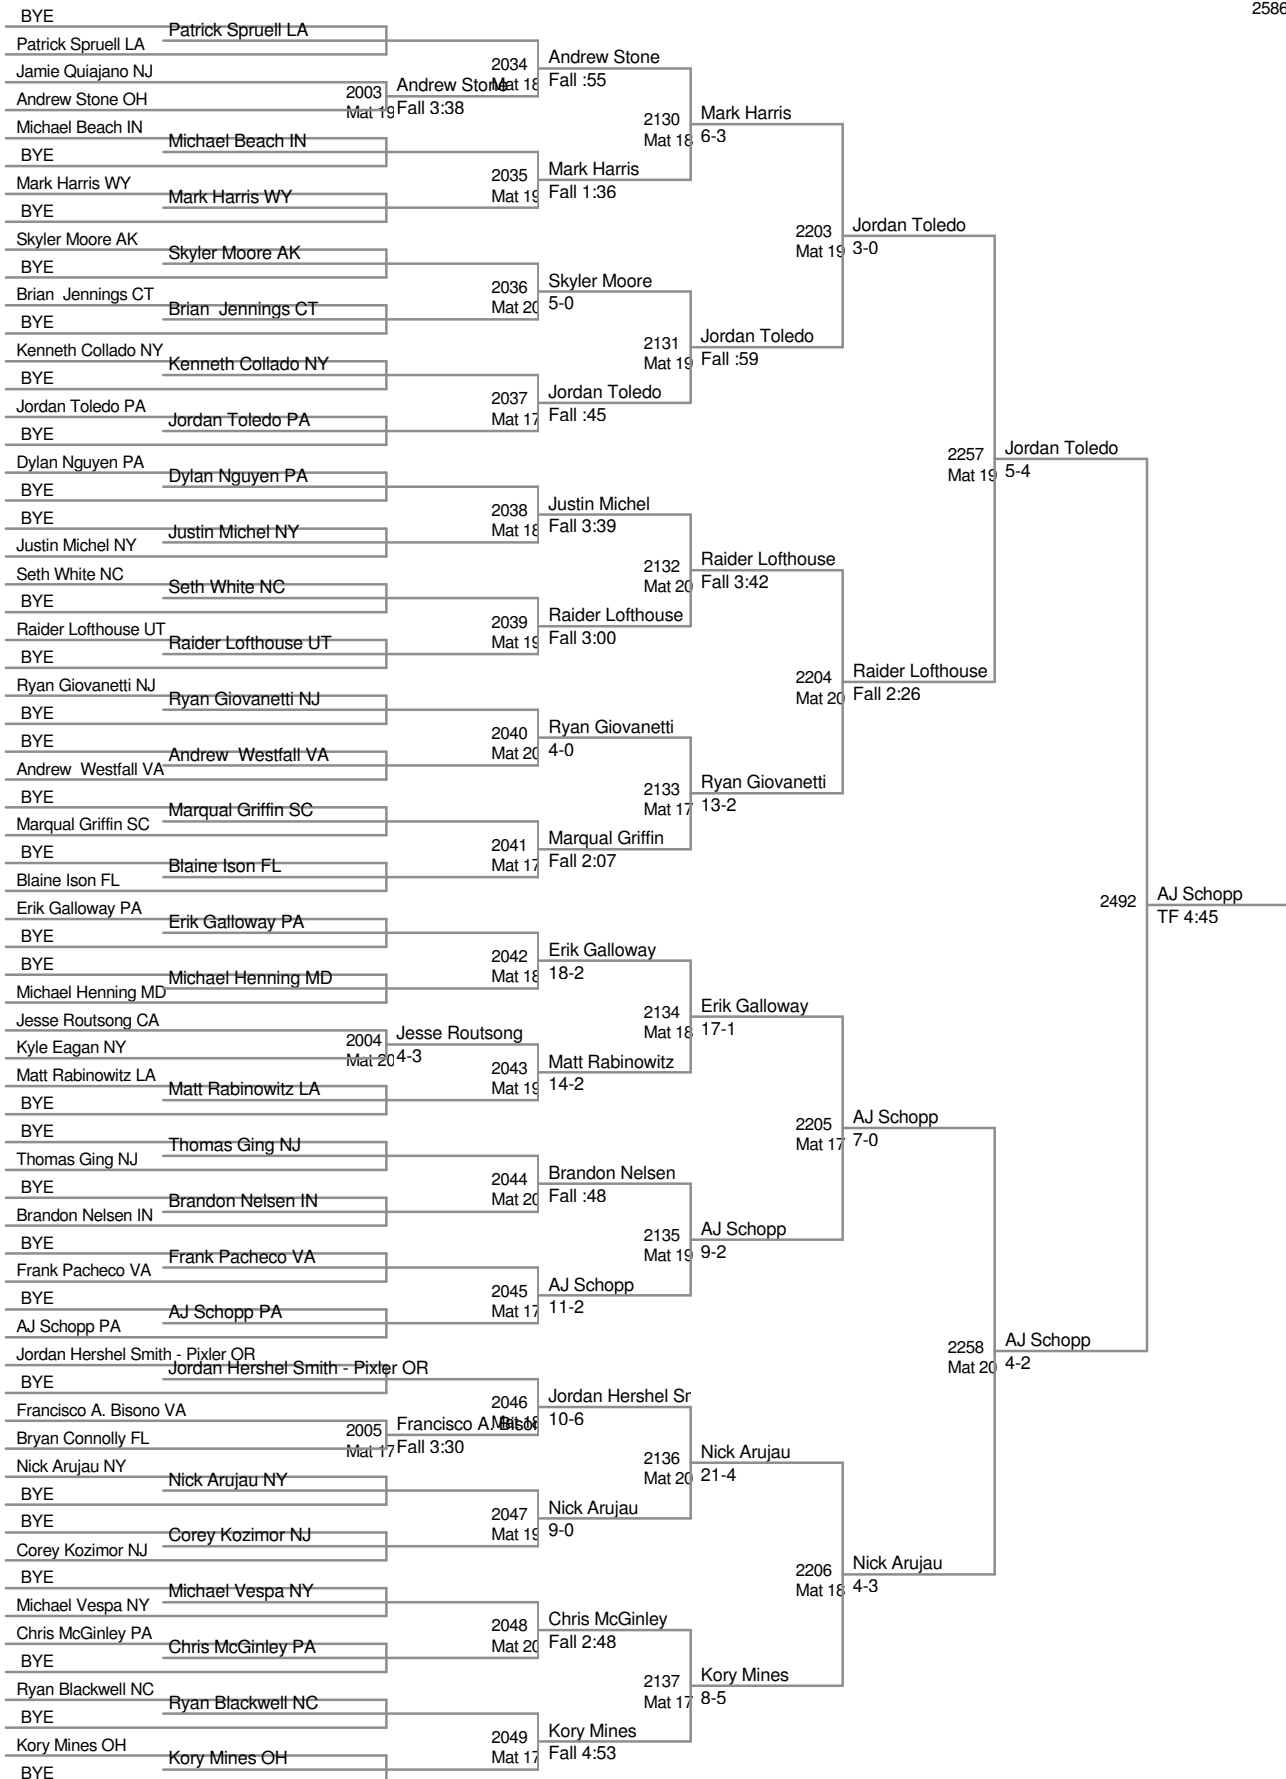 2586
BYE
Patrick Spruell LA
Patrick Spruell LA
Jamie Quiajano NJ
Andrew Stone OH
2003
Mat 19
Andrew Stone
Fall 3:38
2034
Mat 18
Andrew Stone
Fall :55
Michael Beach IN
Michael Beach IN
BYE
Mark Harris WY
Mark Harris WY
BYE
2035
Mat 19
Mark Harris
Fall 1:36
2130
Mat 18
Mark Harris
6-3
Skyler Moore AK
Skyler Moore AK
BYE
Brian Jennings CT
Brian Jennings CT
BYE
2036
Mat 20
Skyler Moore
5-0
Kenneth Collado NY
Kenneth Collado NY
BYE
Jordan Toledo PA
Jordan Toledo PA
BYE
2037
Mat 17
Jordan Toledo
Fall :45
2131
Mat 19
Jordan Toledo
Fall :59
2203
Mat 19
Jordan Toledo
3-0
Dylan Nguyen PA
Dylan Nguyen PA
BYE
BYE
Justin Michel NY
Justin Michel NY
2038
Mat 18
Justin Michel
Fall 3:39
Seth White NC
Seth White NC
BYE
Raider Lofthouse UT
Raider Lofthouse UT
BYE
2039
Mat 19
Raider Lofthouse
Fall 3:00
2132
Mat 20
Raider Lofthouse
Fall 3:42
Ryan Giovanetti NJ
Ryan Giovanetti NJ
BYE
BYE
Andrew Westfall VA
Andrew Westfall VA
2040
Mat 20
Ryan Giovanetti
4-0
BYE
Marqual Griffin SC
Marqual Griffin SC
BYE
Blaine Ison FL
Blaine Ison FL
2041
Mat 17
Marqual Griffin
Fall 2:07
2133
Mat 17
Ryan Giovanetti
13-2
2204
Mat 20
Raider Lofthouse
Fall 2:26
2257
Mat 19
Jordan Toledo
5-4
Erik Galloway PA
Erik Galloway PA
BYE
BYE
Michael Henning MD
Michael Henning MD
2042
Mat 18
Erik Galloway
18-2
Jesse Routsong CA
Kyle Eagan NY
2004
Mat 20
Jesse Routsong
4-3
Matt Rabinowitz LA
Matt Rabinowitz LA
BYE
2043
Mat 19
Matt Rabinowitz
14-2
2134
Mat 18
Erik Galloway
17-1
BYE
Thomas Ging NJ
Thomas Ging NJ
BYE
Brandon Nelsen IN
Brandon Nelsen IN
2044
Mat 20
Brandon Nelsen
Fall :48
BYE
Frank Pacheco VA
Frank Pacheco VA
BYE
AJ Schopp PA
AJ Schopp PA
2045
Mat 17
AJ Schopp
11-2
2135
Mat 19
AJ Schopp
9-2
2205
Mat 17
AJ Schopp
7-0
Jordan Hershel Smith - Pixler OR
Jordan Hershel Smith - Pixler OR
BYE
Francisco A. Bisono VA
Bryan Connolly FL
2005
Mat 17
Francisco A. Bison
Fall 3:30
2046
Mat 18
Jordan Hershel Sm
10-6
Nick Arujau NY
Nick Arujau NY
BYE
BYE
Corey Kozimor NJ
Corey Kozimor NJ
2047
Mat 19
Nick Arujau
9-0
2136
Mat 20
Nick Arujau
21-4
BYE
Michael Vespa NY
Michael Vespa NY
Chris McGinley PA
Chris McGinley PA
BYE
2048
Mat 20
Chris McGinley
Fall 2:48
Ryan Blackwell NC
Ryan Blackwell NC
BYE
Kory Mines OH
Kory Mines OH
BYE
2049
Mat 17
Kory Mines
Fall 4:53
2137
Mat 17
Kory Mines
8-5
2206
Mat 18
Nick Arujau
4-3
2258
Mat 20
AJ Schopp
4-2
2492
AJ Schopp
TF 4:45